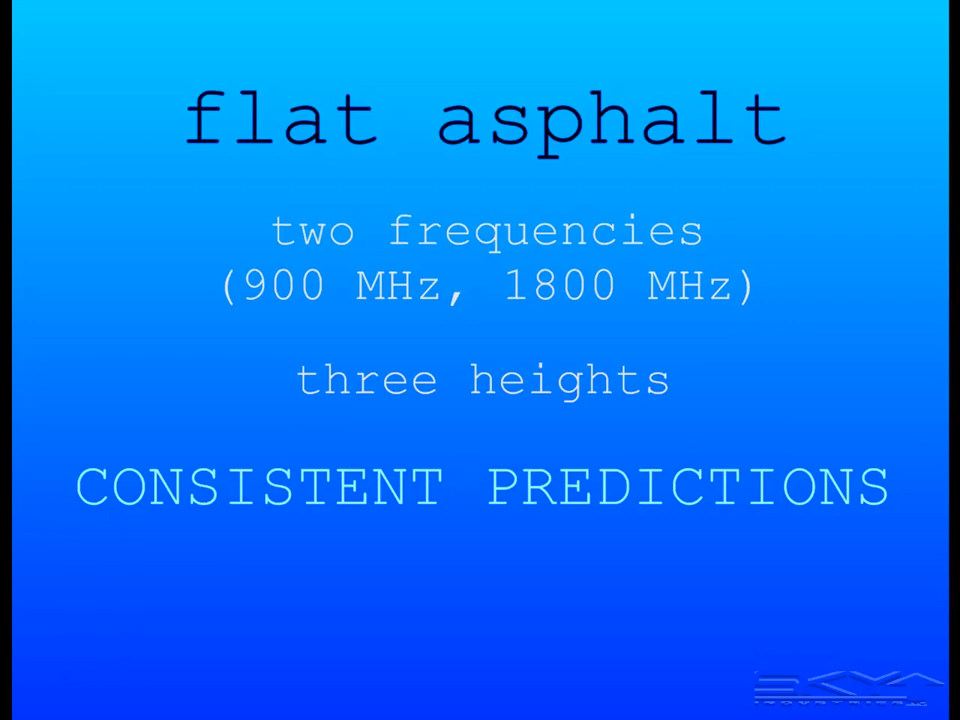 flat asphalt
two frequencies
(900 MHz, 1800 MHz)
three heights
CONSISTENT PREDICTIONS